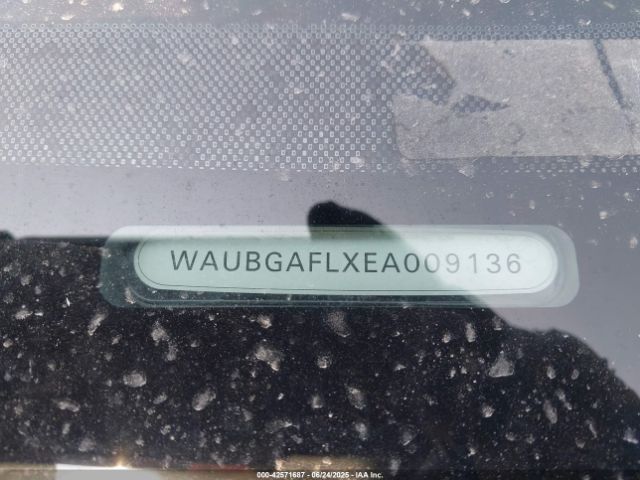 WAUBGAFLXEA009136
000-42571687 - 06/24/2025 - IAA Inc.